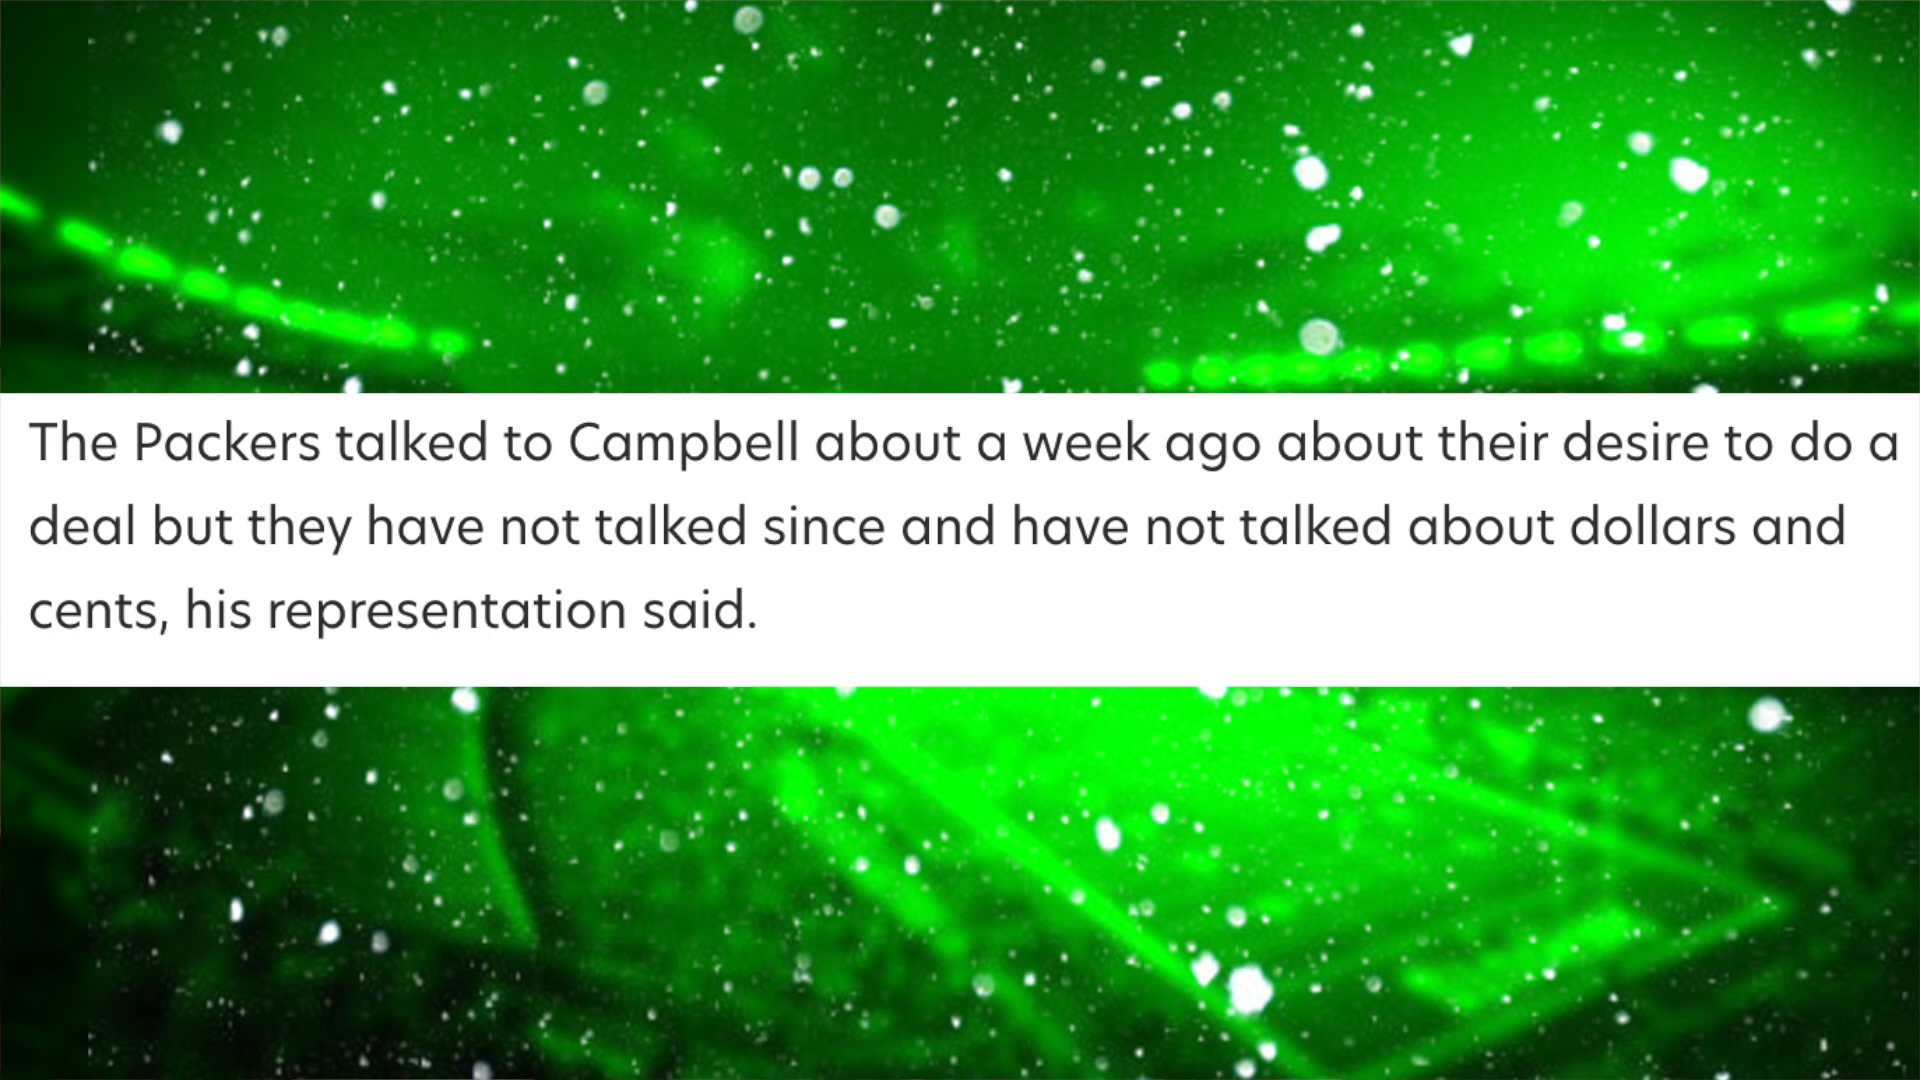 The Packers talked to Campbell about a week ago about their desire to do a
deal but they have not talked since and have not talked about dollars and
cents, his representation said.